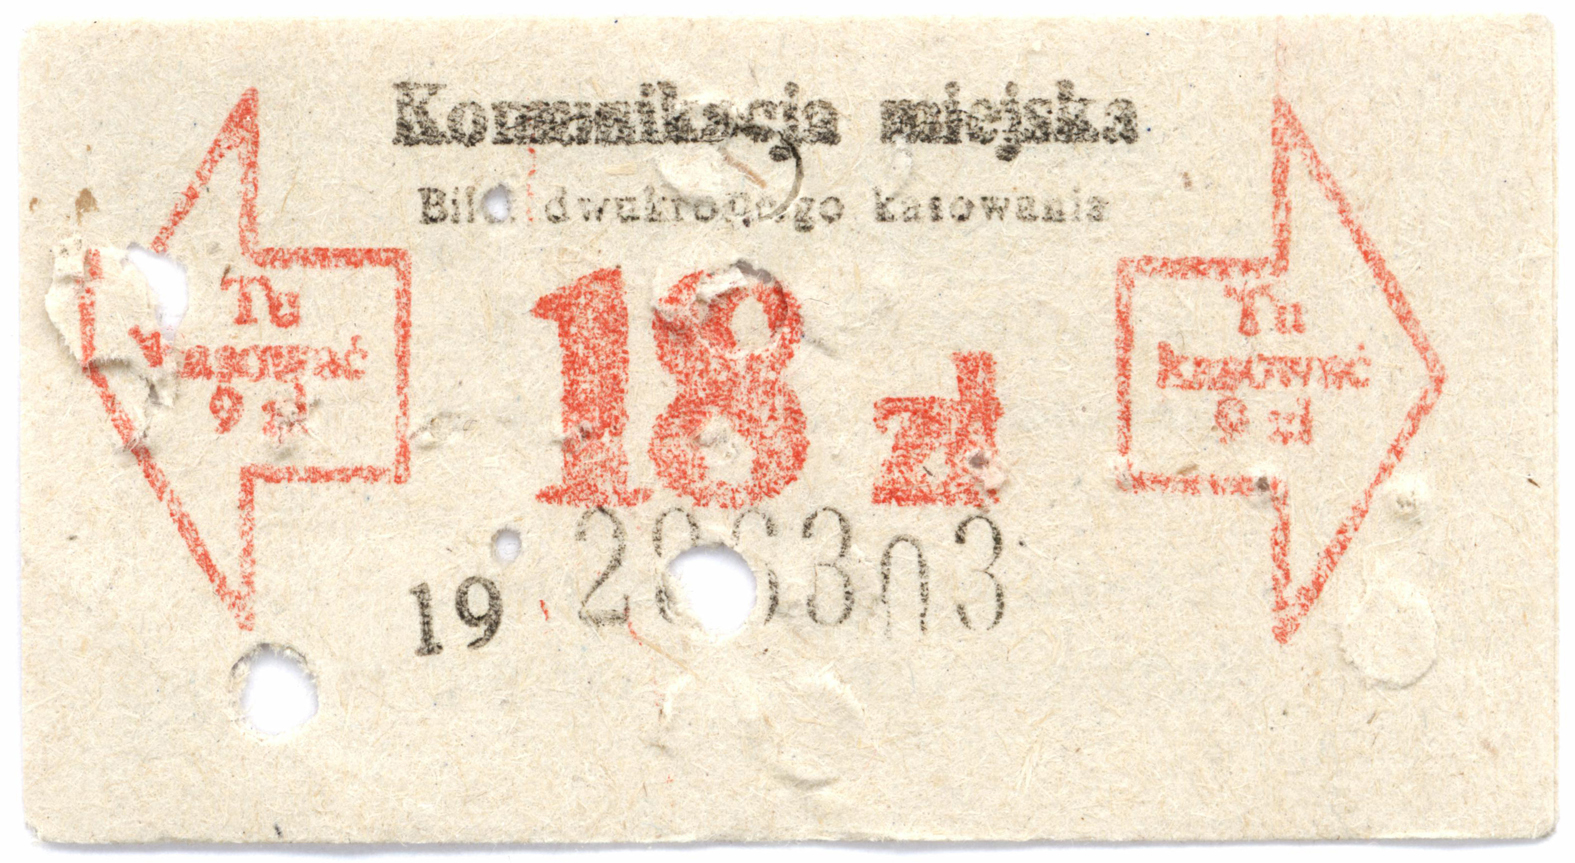 Komunikacja miejska
Bilet dwukrotnego kasowania
Tu
kasować
9 zł
18 zł
Tu
kasować
9 zł
19